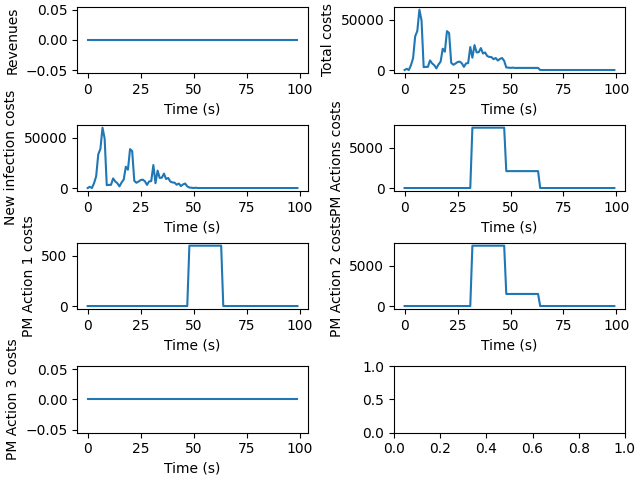 Revenues
0.05
0.00
−0.05
0 25 50 75 100
Time (s)
Total costs
50000
0
0 25 50 75 100
Time (s)
New infection costs
50000
0
0 25 50 75 100
Time (s)
PM Actions costs
5000
0
0 25 50 75 100
Time (s)
PM Action 1 costs
500
0
0 25 50 75 100
Time (s)
PM Action 2 costs
5000
0
0 25 50 75 100
Time (s)
PM Action 3 costs
0.05
0.00
−0.05
0 25 50 75 100
Time (s)
1.0
0.5
0.0
0.0 0.2 0.4 0.6 0.8 1.0